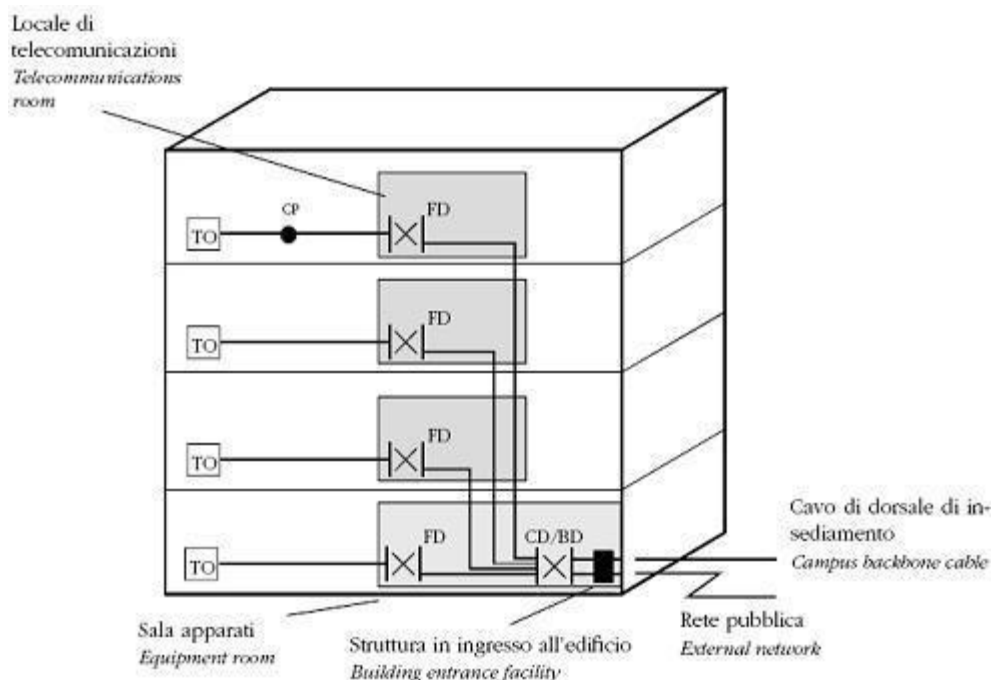 Locale di
telecomunicazioni
Telecommunications
room
CP
FD
TO
FD
TO
FD
TO
FD
CD/BD
TO
Cavo di dorsale di in-
sediamento
Campus backbone cable
Rete pubblica
External network
Sala apparati
Equipment room
Struttura in ingresso all'edificio
Building entrance facility